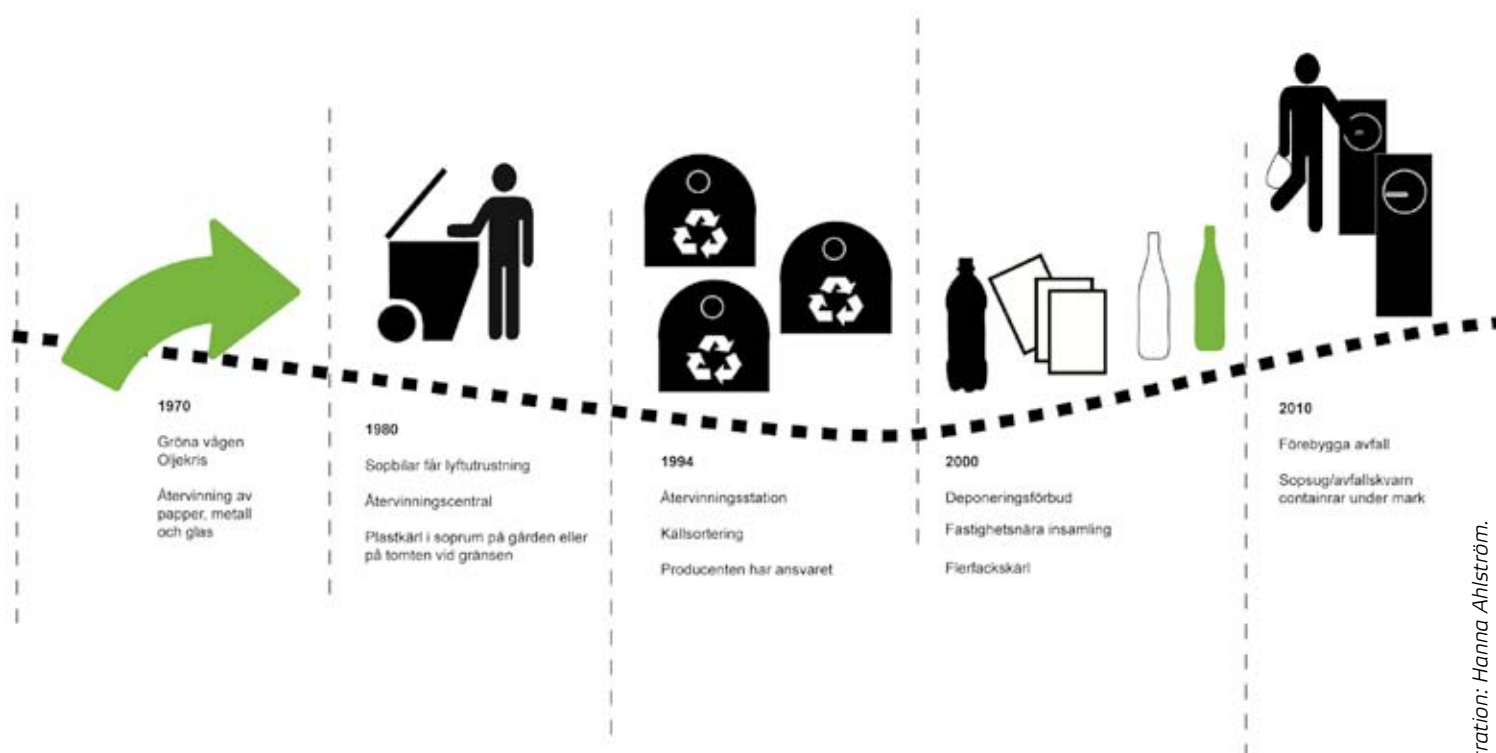 1970
Gröna vågen
Oljekris
Återvinning av
papper, metall
och glas
1980
Sopbilar får lyftutrustning
Återvinningscentral
Plastkärl i soprum på gården eller
på tomten vid gränsen
1994
Återvinningsstation
Källsortering
Producenten har ansvaret
2000
Deponeringsförbud
Fastighetsnära insamling
Flerfackskärl
2010
Förebygga avfall
Sopsug/avfallskvarn
containrar under mark
ration: Hanna Ahlström.